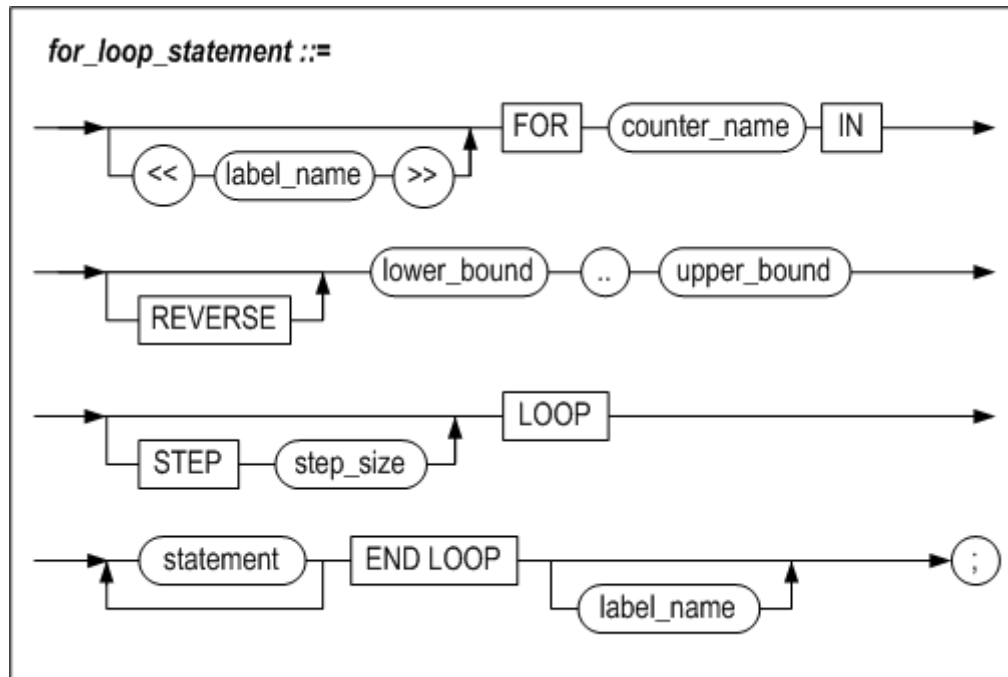 for_loop_statement ::=
FOR counter_name IN
<< label_name >>
lower_bound .. upper_bound
REVERSE
LOOP
STEP step_size
statement END LOOP ;
label_name